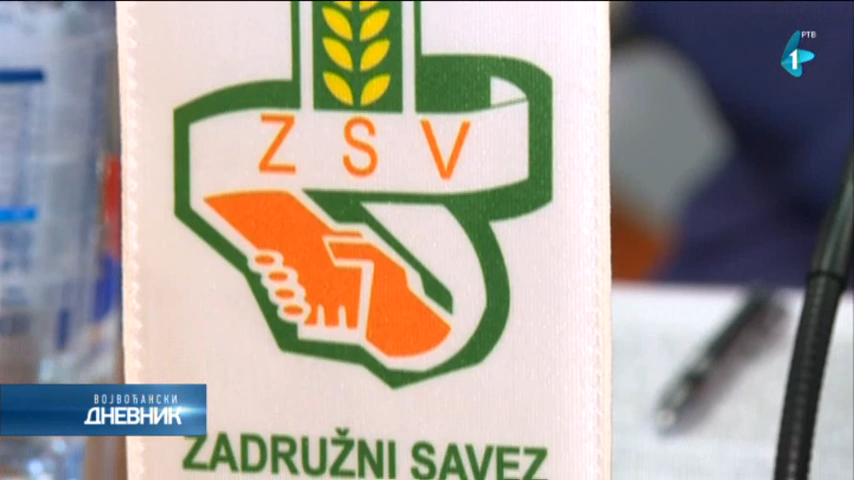 РТВ
1
ZSV
ВОЈВОЂАНСКИ
ДНЕВНИК
ZADRUŽNI SAVEZ